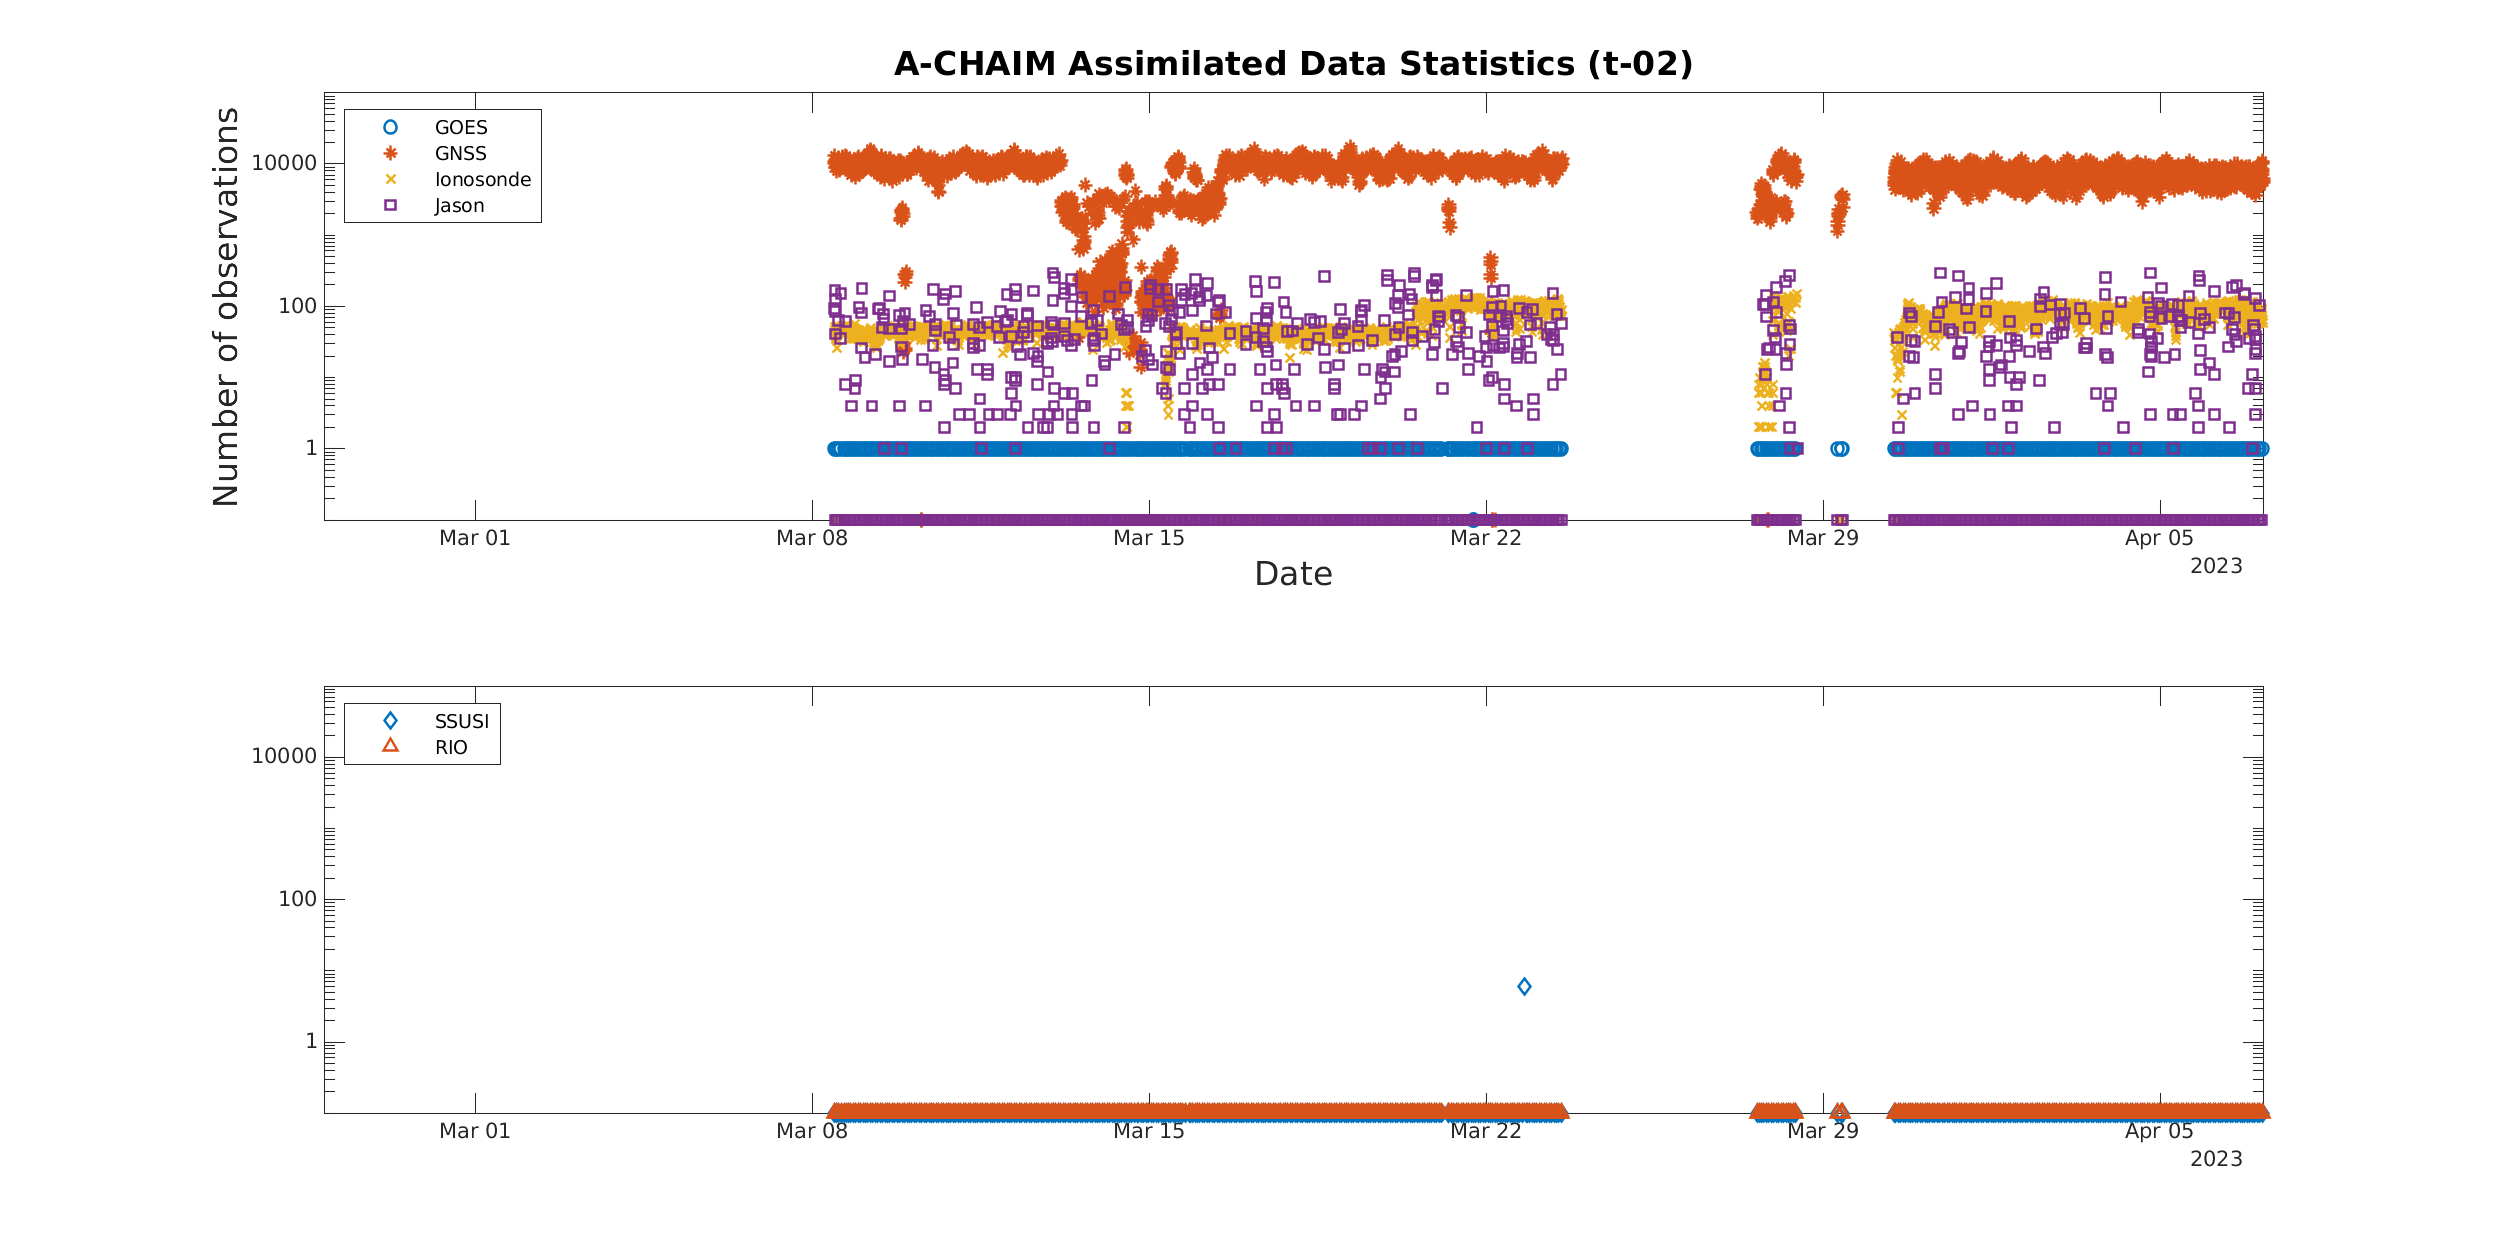 A-CHAIM Assimilated Data Statistics (t-02)
Number of observations
10000
100
1
GOES
GNSS
Ionosonde
Jason
Mar 01 Mar 08 Mar 15 Mar 22 Mar 29 Apr 05
2023
Date
10000
100
1
SSUSI
RIO
Mar 01 Mar 08 Mar 15 Mar 22 Mar 29 Apr 05
2023